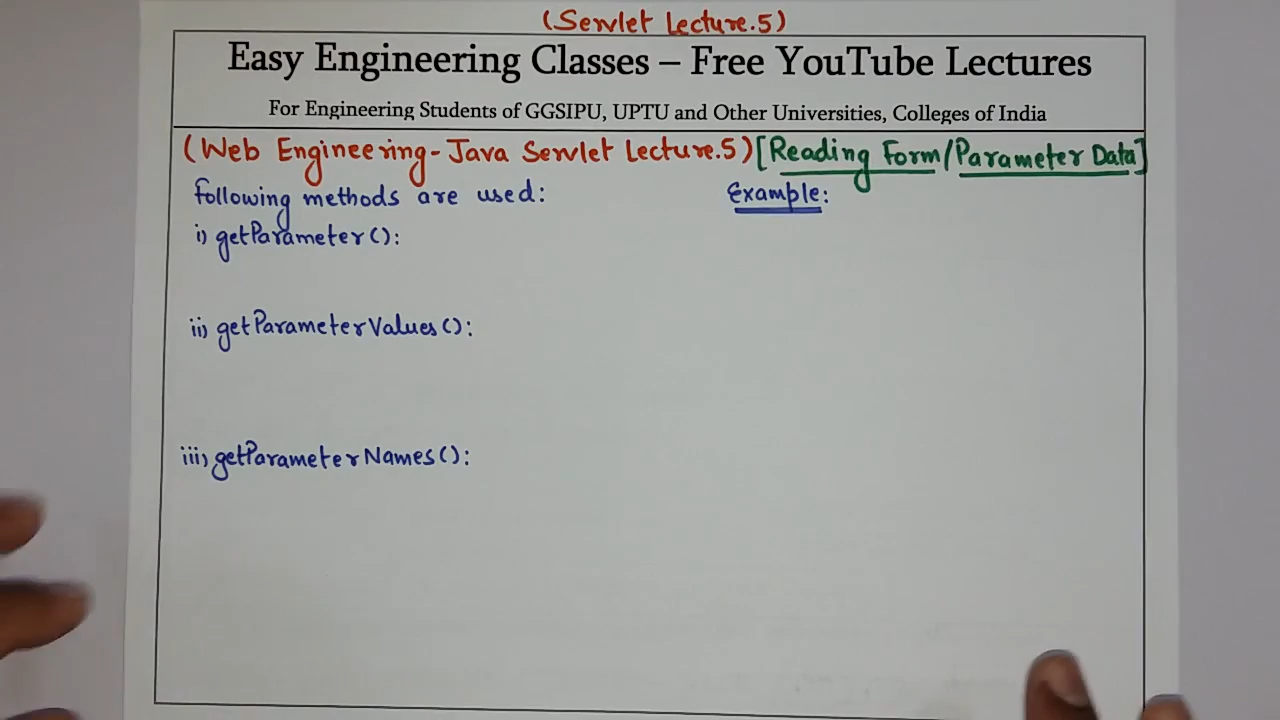 (Servlet Lecture.5)
Easy Engineering Classes – Free YouTube Lectures
For Engineering Students of GGSIPU, UPTU and Other Universities, Colleges of India
(Web Engineering-Java Servlet Lecture.5) [Reading Form/Parameter Data]
Following methods are used:
Example:
i) getParameter():
ii) getParameterValues():
iii) getParameterNames():